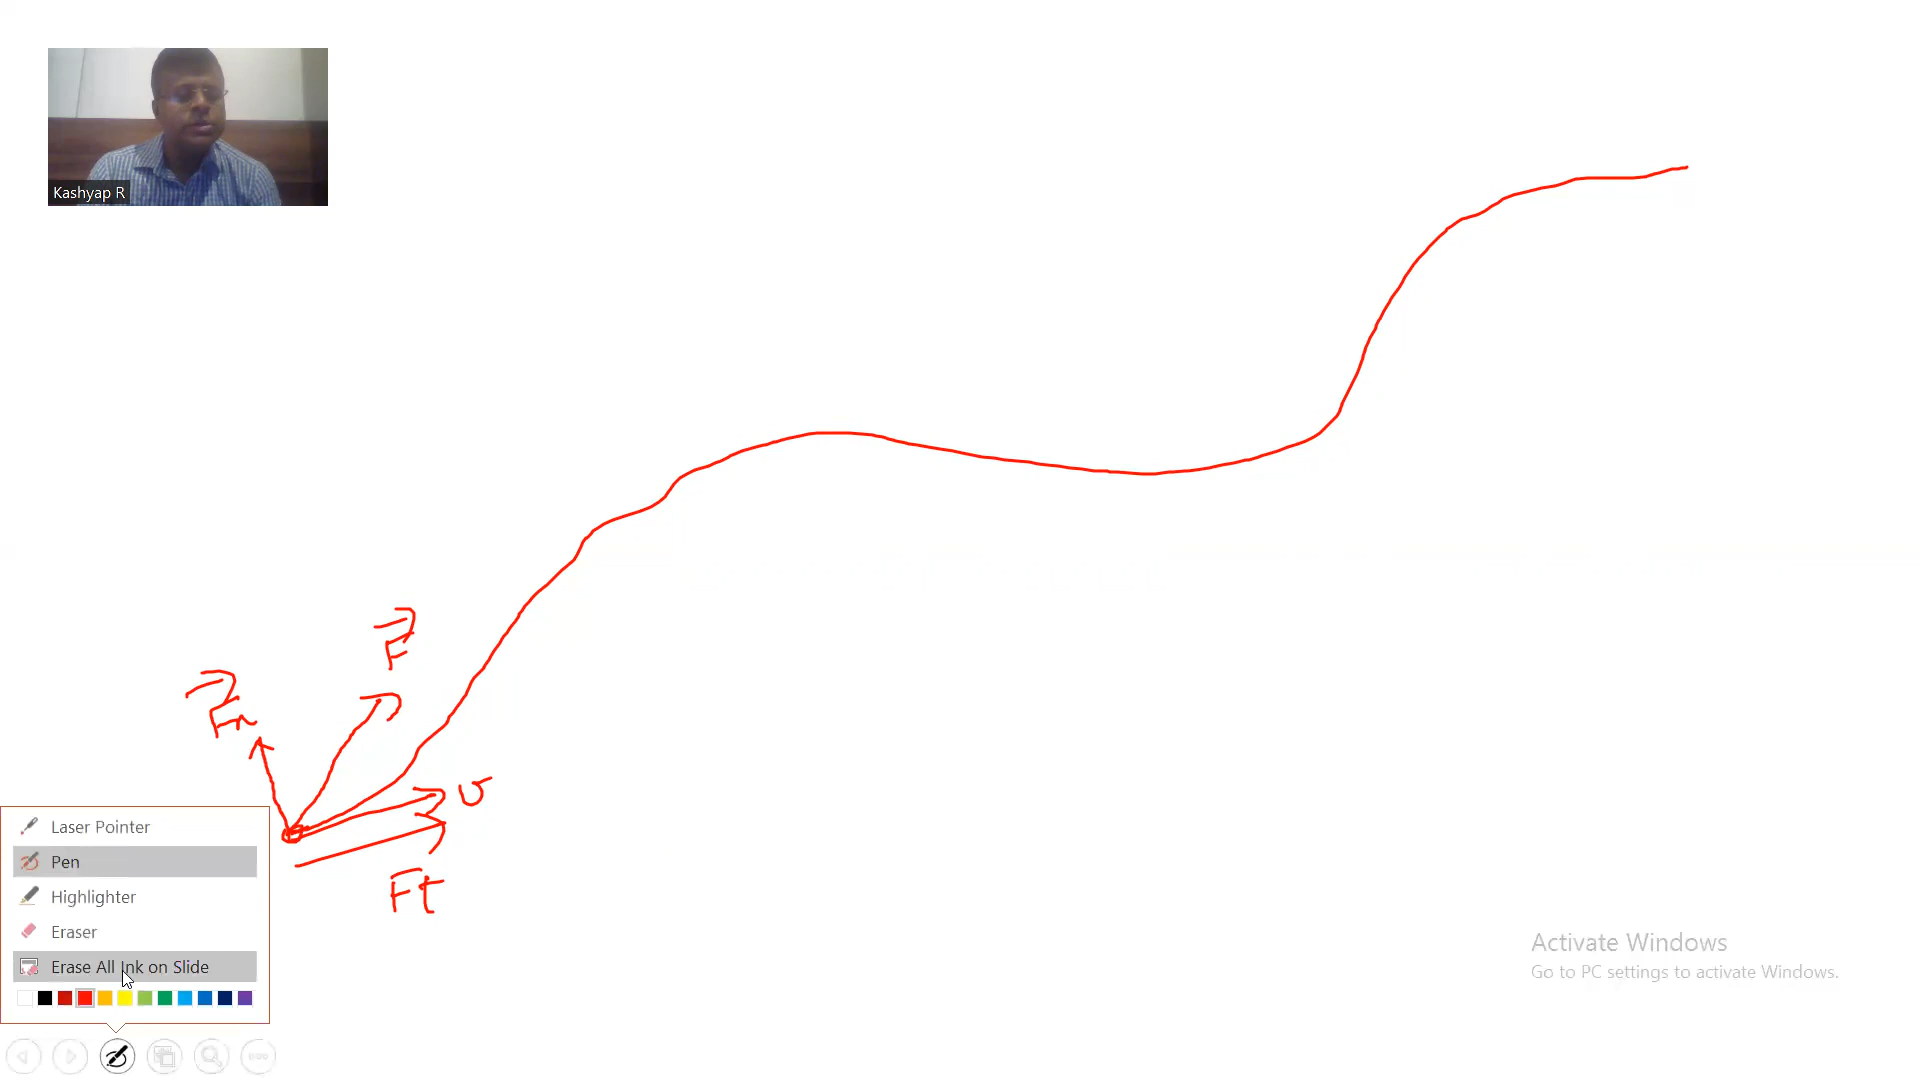 Kashyap R
F
Fn
υ
Ft
Laser Pointer
Pen
Highlighter
Eraser
Erase All Ink on Slide
Activate Windows
Go to PC settings to activate Windows.